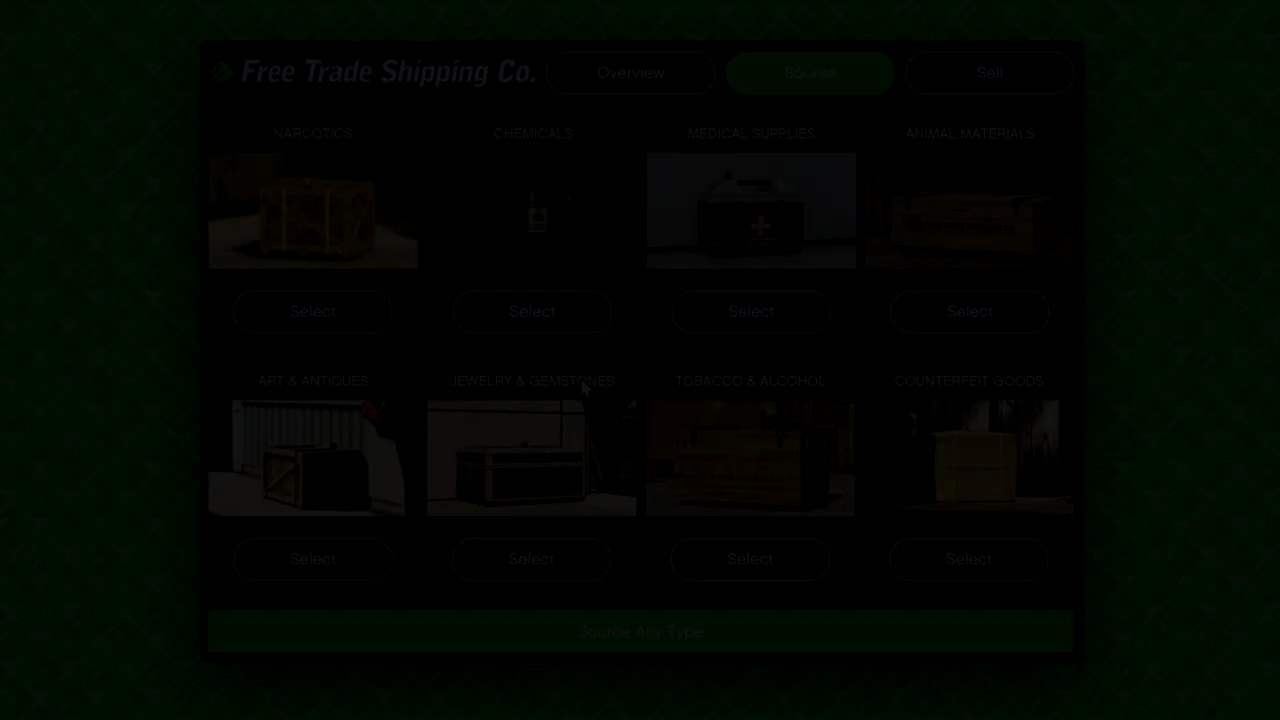 Free Trade Shipping Co.
Overview
Source
Sell
NARCOTICS
CHEMICALS
MEDICAL SUPPLIES
ANIMAL MATERIALS
Select
Select
Select
Select
ART & ANTIQUES
JEWELRY & GEMSTONES
TOBACCO & ALCOHOL
COUNTERFEIT GOODS
Select
Select
Select
Select
Source Any Type